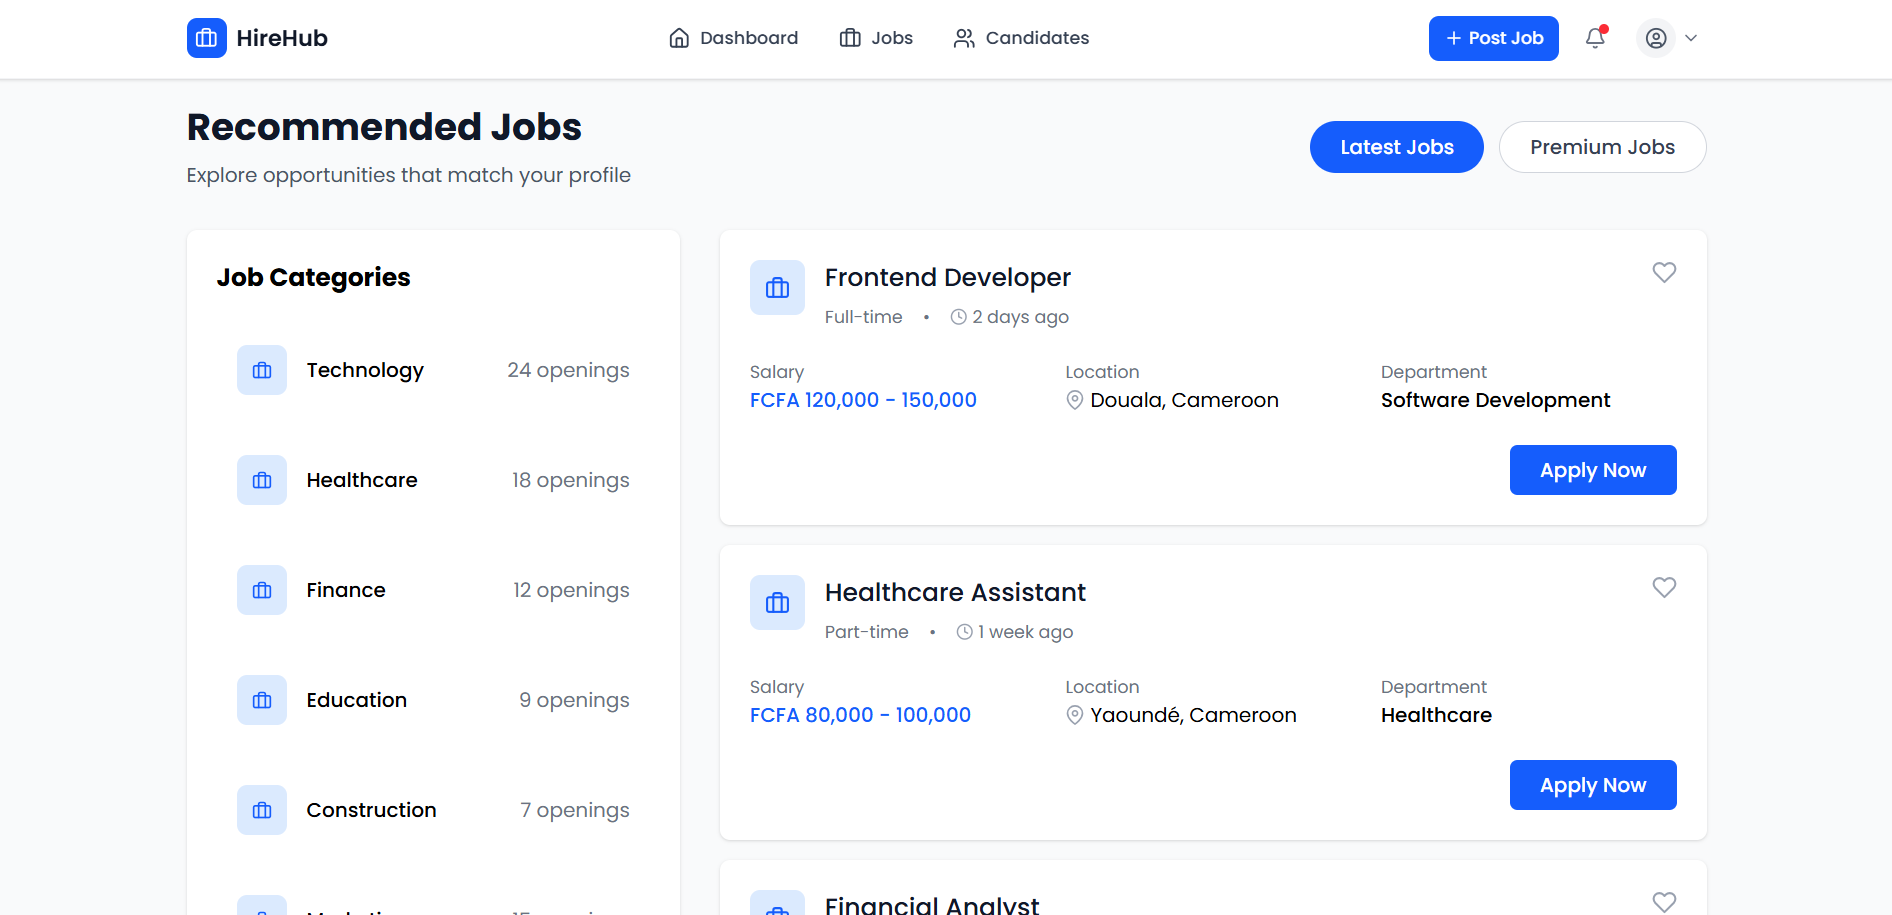 HireHub
Dashboard
Jobs
Candidates
+ Post Job
Recommended Jobs
Explore opportunities that match your profile
Latest Jobs
Premium Jobs
Job Categories
Technology 24 openings
Healthcare 18 openings
Finance 12 openings
Education 9 openings
Construction 7 openings
Frontend Developer
Full-time • 2 days ago
Salary
FCFA 120,000 - 150,000
Location
Douala, Cameroon
Department
Software Development
Apply Now
Healthcare Assistant
Part-time • 1 week ago
Salary
FCFA 80,000 - 100,000
Location
Yaoundé, Cameroon
Department
Healthcare
Apply Now
Financial Analyst